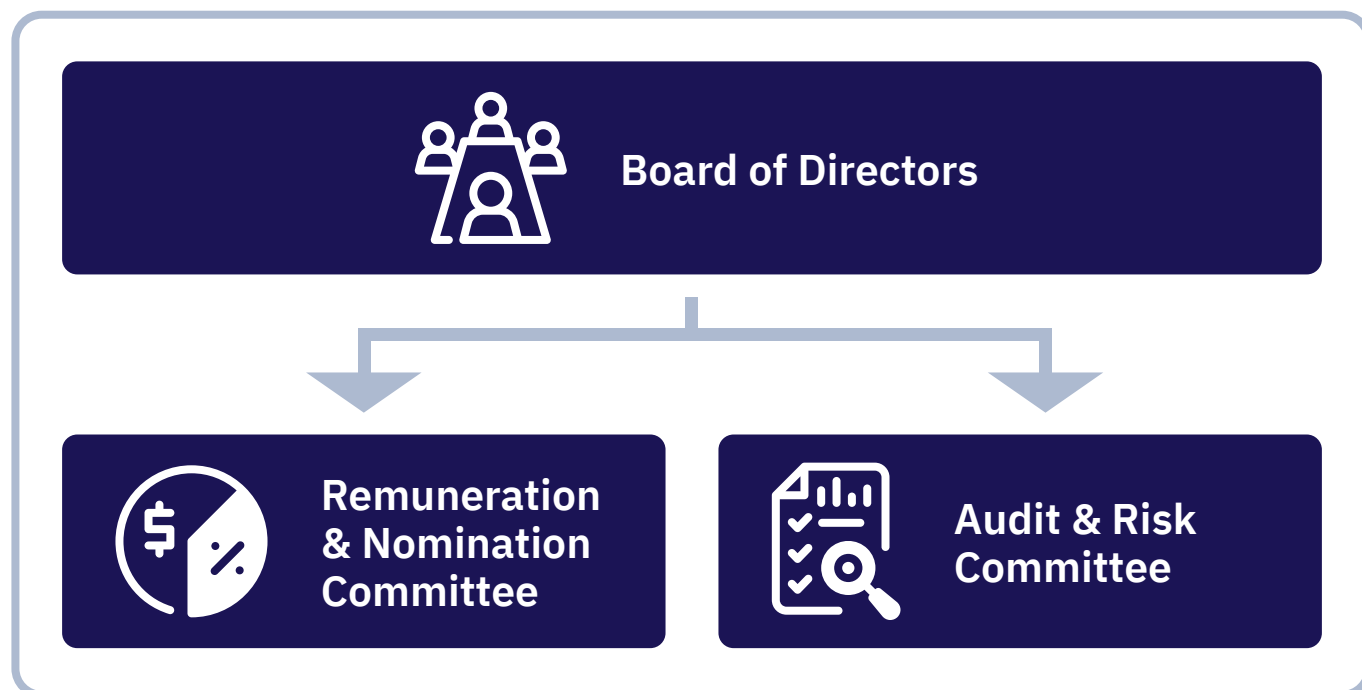 Board of Directors
Remuneration
& Nomination
Committee
Audit & Risk
Committee